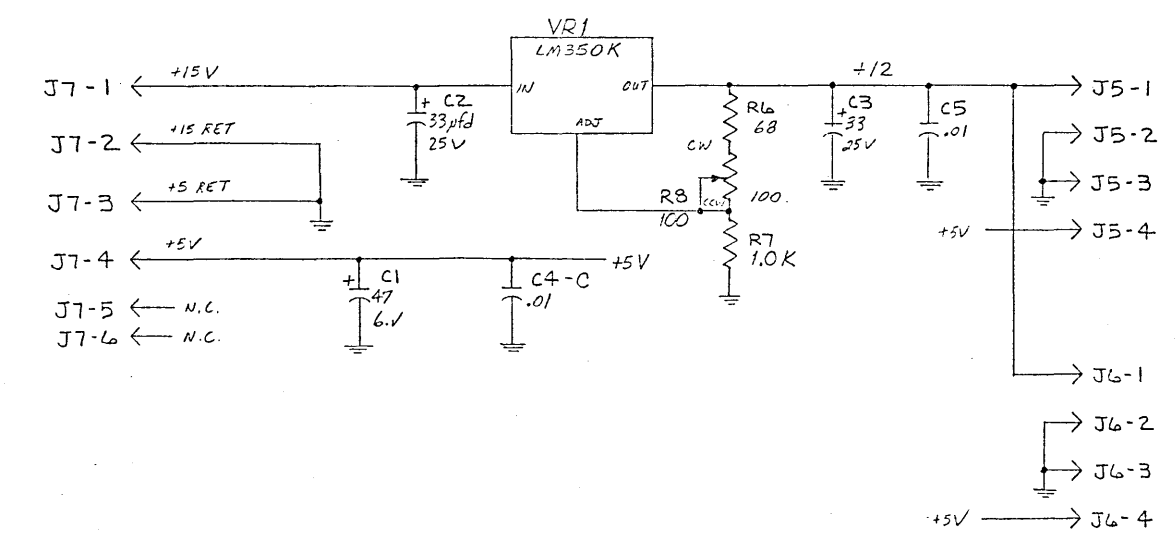 VR1
LM350K
IN
OUT
ADJ
J7-1
+15V
+ C2
33µfd
25V
J7-2
+15 RET
J7-3
+5 RET
J7-4
+5V
+5V
+ C1
47
6.V
C4-C
.01
J7-5
N.C.
J7-6
N.C.
R6
68
CW
R8
100
CCW
100.
R7
1.0K
+12
+C3
33
25V
C5
.01
J5-1
J5-2
J5-3
+5V
J5-4
J6-1
J6-2
J6-3
+5V
J6-4